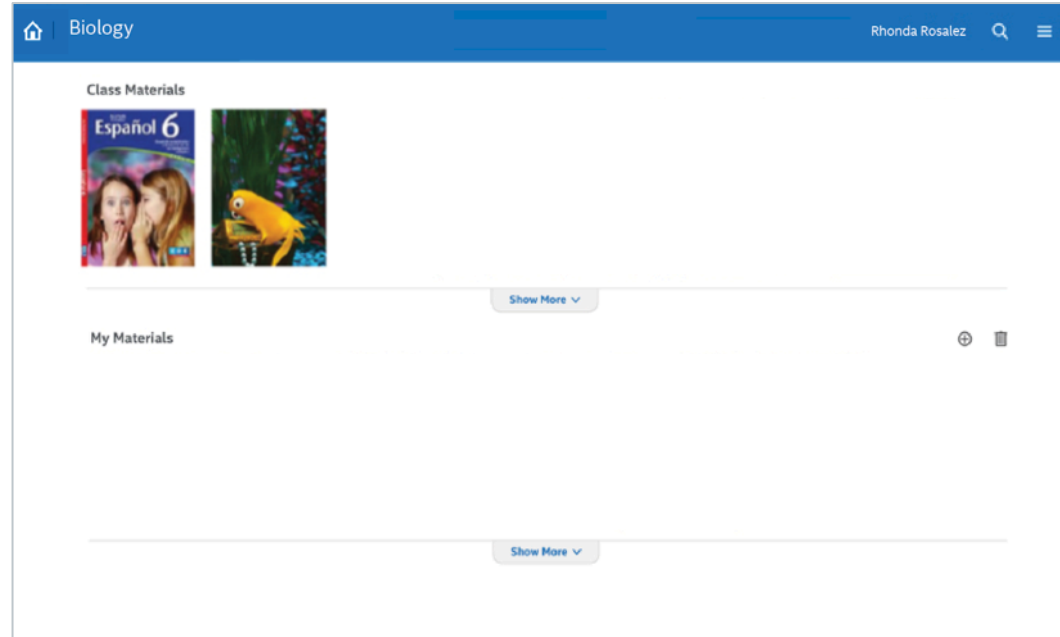 Biology
Rhonda Rosalez
Class Materials
Español 6
Show More
My Materials
Show More